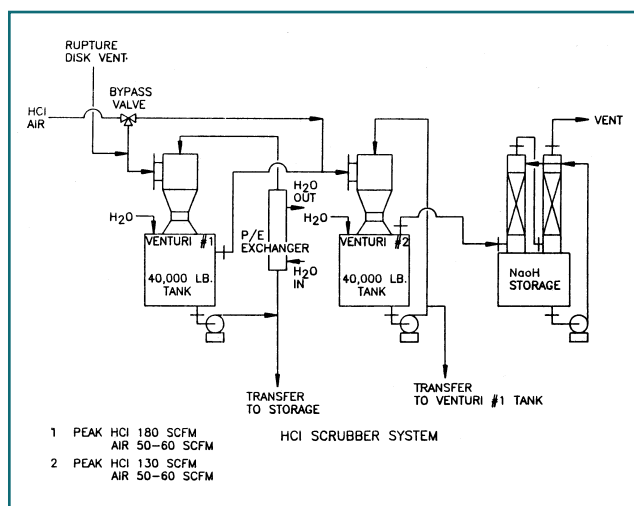 RUPTURE
DISK VENT
BYPASS
VALVE
HCl
AIR
VENT
H₂O
OUT
H₂O
VENTURI #1
P/E
EXCHANGER
40,000 LB.
TANK
H₂O
IN
H₂O
VENTURI #2
40,000 LB.
TANK
NaoH
STORAGE
TRANSFER
TO STORAGE
TRANSFER
TO VENTURI #1 TANK
1 PEAK HCl 180 SCFM
AIR 50-60 SCFM
2 PEAK HCl 130 SCFM
AIR 50-60 SCFM
HCl SCRUBBER SYSTEM